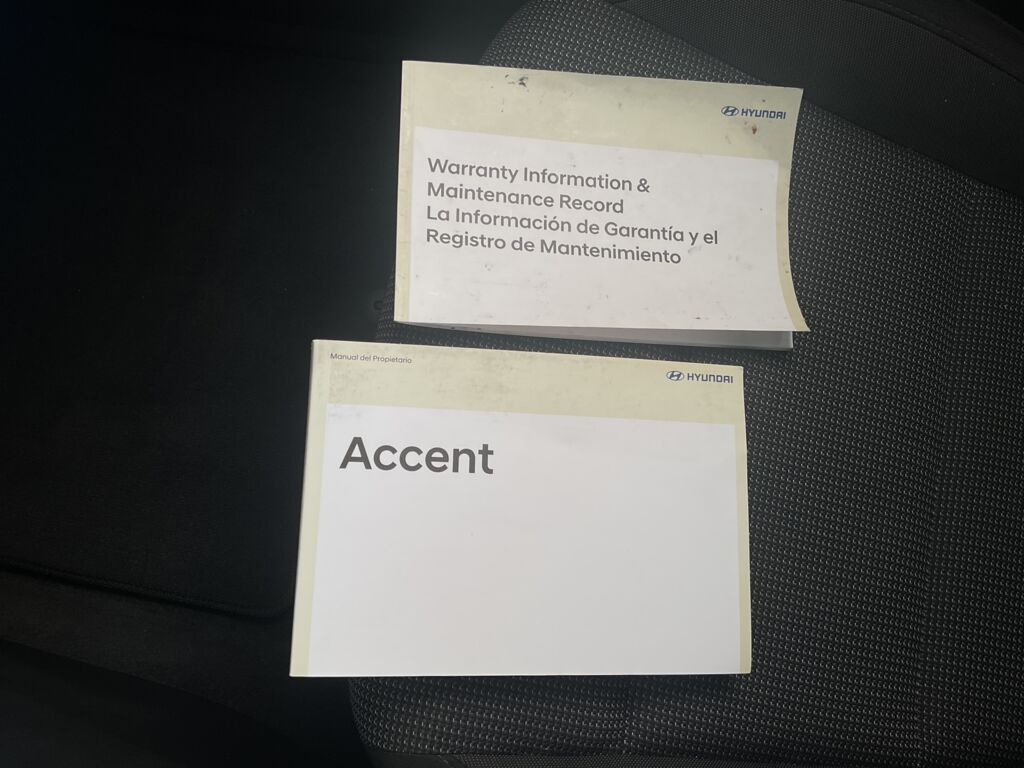 HYUNDAI
Warranty Information &
Maintenance Record
La Información de Garantía y el
Registro de Mantenimiento
Manual del Propietario
HYUNDAI
Accent